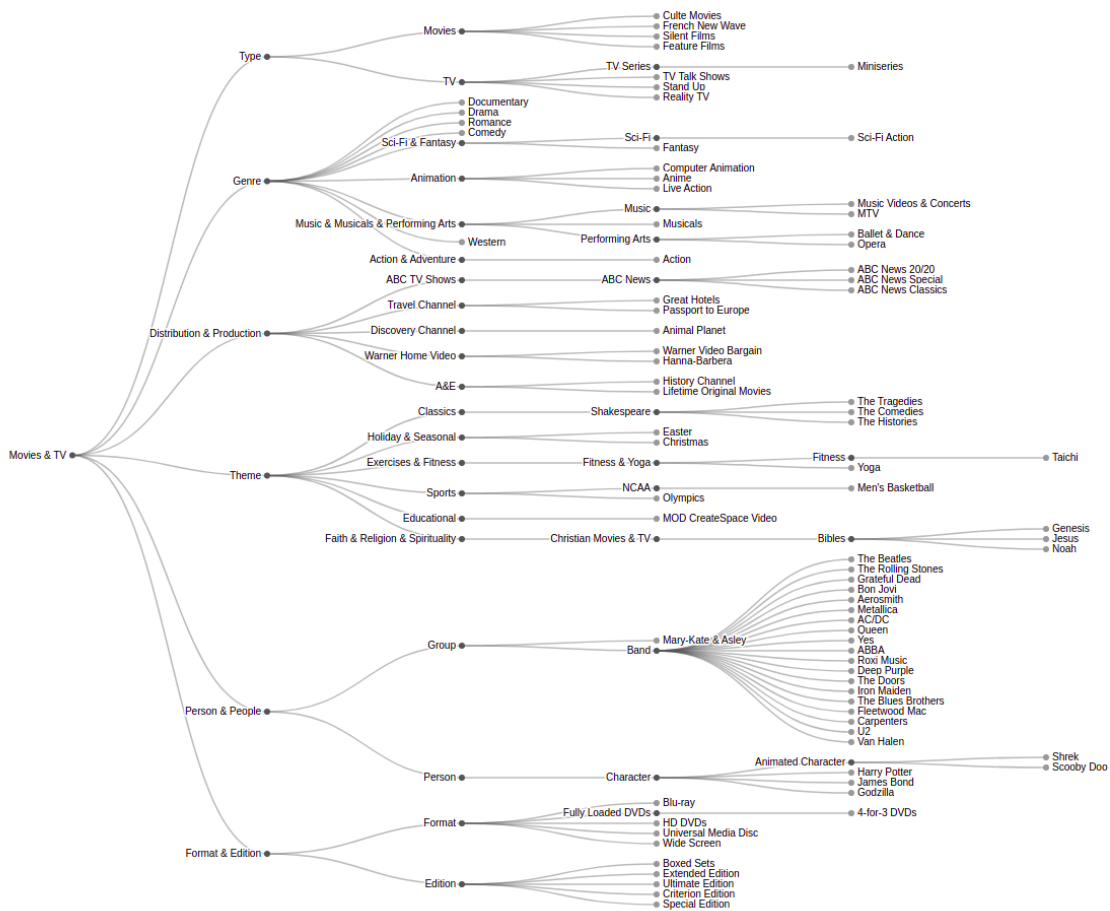 Movies & TV
Type
Movies
Culte Movies
French New Wave
Silent Films
Feature Films
TV
TV Series
Miniseries
TV Talk Shows
Stand Up
Reality TV
Genre
Documentary
Drama
Romance
Comedy
Sci-Fi & Fantasy
Sci-Fi
Sci-Fi Action
Fantasy
Animation
Computer Animation
Anime
Live Action
Music & Musicals & Performing Arts
Music
Music Videos & Concerts
MTV
Musicals
Performing Arts
Ballet & Dance
Opera
Western
Action & Adventure
Action
Distribution & Production
ABC TV Shows
ABC News
ABC News 20/20
ABC News Special
ABC News Classics
Travel Channel
Great Hotels
Passport to Europe
Discovery Channel
Animal Planet
Warner Home Video
Warner Video Bargain
Hanna-Barbera
A&E
History Channel
Lifetime Original Movies
Theme
Classics
Shakespeare
The Tragedies
The Comedies
The Histories
Holiday & Seasonal
Easter
Christmas
Exercises & Fitness
Fitness & Yoga
Fitness
Taichi
Yoga
Sports
NCAA
Men's Basketball
Olympics
Educational
MOD CreateSpace Video
Faith & Religion & Spirituality
Christian Movies & TV
Bibles
Genesis
Jesus
Noah
Person & People
Group
Mary-Kate & Asley
Band
The Beatles
The Rolling Stones
Grateful Dead
Bon Jovi
Aerosmith
Metallica
AC/DC
Queen
Yes
ABBA
Roxi Music
Deep Purple
The Doors
Iron Maiden
The Blues Brothers
Fleetwood Mac
Carpenters
U2
Van Halen
Person
Character
Animated Character
Shrek
Scooby Doo
Harry Potter
James Bond
Godzilla
Format & Edition
Format
Blu-ray
Fully Loaded DVDs
4-for-3 DVDs
HD DVDs
Universal Media Disc
Wide Screen
Edition
Boxed Sets
Extended Edition
Ultimate Edition
Criterion Edition
Special Edition